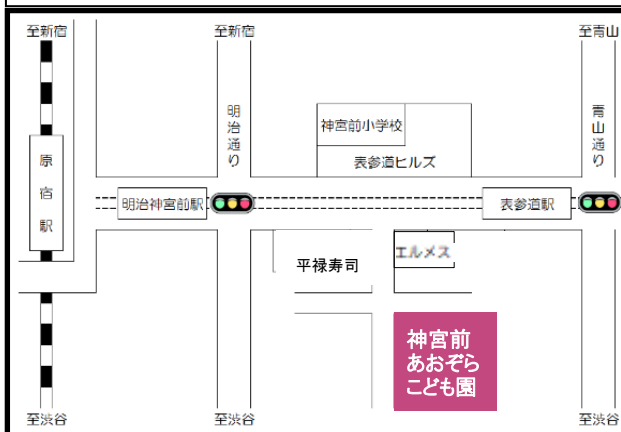 至新宿
至新宿
至青山
明治通り
青山通り
神宮前小学校
表参道ヒルズ
原宿駅
明治神宮前駅
表参道駅
平禄寿司
エルメス
神宮前
あおぞら
こども園
至渋谷
至渋谷
至渋谷